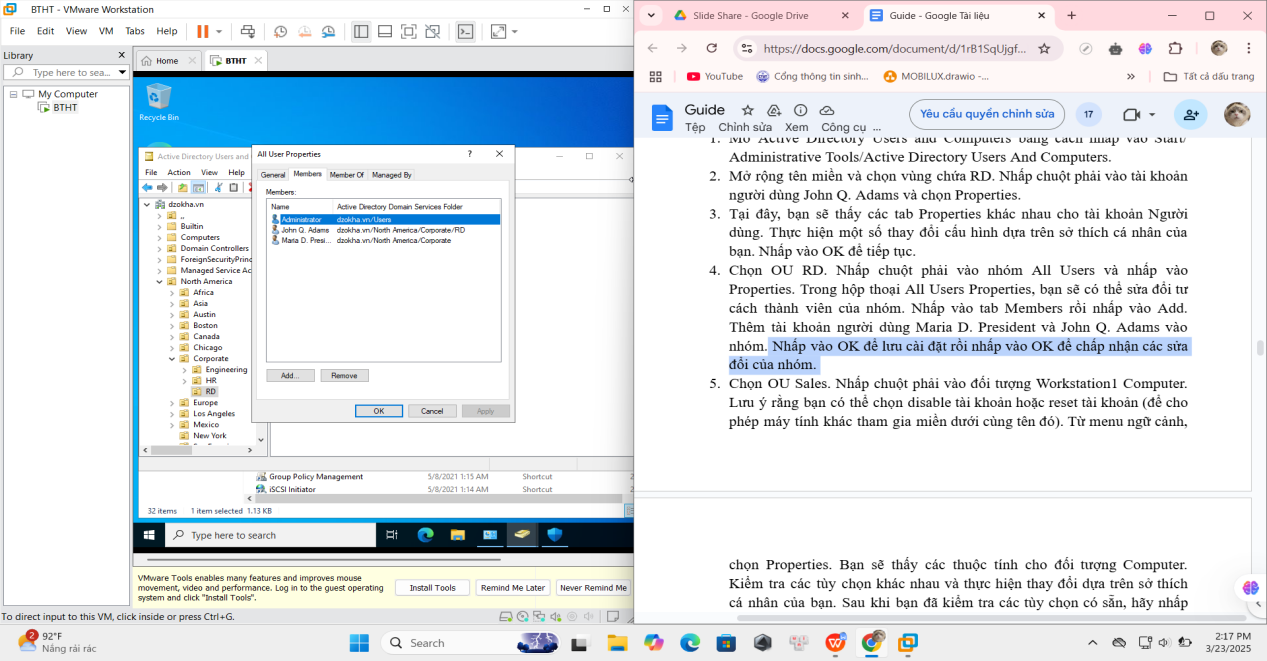 BTHT - VMware Workstation
File Edit View VM Tabs Help
Library
Type here to sea...
My Computer
BTHT
Home
BTHT
Recycle Bin
Active Directory Users and
File Action View Help
dzokha.vn
..
Builtin
Computers
Domain Controllers
ForeignSecurityPrinc
Managed Service Ac
North America
Africa
Asia
Austin
Boston
Canada
Chicago
Corporate
Engineering
HR
RD
Europe
Los Angeles
Mexico
New York
All User Properties
General Members Member Of Managed By
Members:
Name Active Directory Domain Services Folder
Administrator dzokha.vn/Users
John Q. Adams dzokha.vn/North America/Corporate/RD
Maria D. Presi... dzokha.vn/North America/Corporate
Add... Remove
OK Cancel Apply
Group Policy Management 5/8/2021 1:15 AM Shortcut
iSCSI Initiator 5/8/2021 1:14 AM Shortcut
32 items 1 item selected 1.13 KB
Type here to search
VMware Tools enables many features and improves mouse
movement, video and performance. Log in to the guest operating
system and click "Install Tools".
Install Tools Remind Me Later Never Remind Me
To direct input to this VM, click inside or press Ctrl+G.
Slide Share - Google Drive
Guide - Google Tài liệu
https://docs.google.com/document/d/1rB1SqUjgf...
YouTube Cổng thông tin sinh... MOBILUX.drawio -... Tất cả dấu trang
Guide
Tệp Chỉnh sửa Xem Công cụ ...
Yêu cầu quyền chỉnh sửa
17
1. Mở Active Directory Users and Computers bằng cách nhấp vào Start/
Administrative Tools/Active Directory Users And Computers.
2. Mở rộng tên miền và chọn vùng chứa RD. Nhấp chuột phải vào tài khoản
người dùng John Q. Adams và chọn Properties.
3. Tại đây, bạn sẽ thấy các tab Properties khác nhau cho tài khoản Người
dùng. Thực hiện một số thay đổi cấu hình dựa trên sở thích cá nhân của
bạn. Nhấp vào OK để tiếp tục.
4. Chọn OU RD. Nhấp chuột phải vào nhóm All Users và nhấp vào
Properties. Trong hộp thoại All Users Properties, bạn sẽ có thể sửa đổi tư
cách thành viên của nhóm. Nhấp vào tab Members rồi nhấp vào Add.
Thêm tài khoản người dùng Maria D. President và John Q. Adams vào
nhóm. Nhấp vào OK để lưu cài đặt rồi nhấp vào OK để chấp nhận các sửa
đổi của nhóm.
5. Chọn OU Sales. Nhấp chuột phải vào đối tượng Workstation1 Computer.
Lưu ý rằng bạn có thể chọn disable tài khoản hoặc reset tài khoản (để cho
phép máy tính khác tham gia miền dưới cùng tên đó). Từ menu ngữ cảnh,
chọn Properties. Bạn sẽ thấy các thuộc tính cho đối tượng Computer.
Kiểm tra các tùy chọn khác nhau và thực hiện thay đổi dựa trên sở thích
cá nhân của bạn. Sau khi bạn đã kiểm tra các tùy chọn có sẵn, hãy nhấp
2
92°F
Nắng rải rác
Search
2:17 PM
3/23/2025